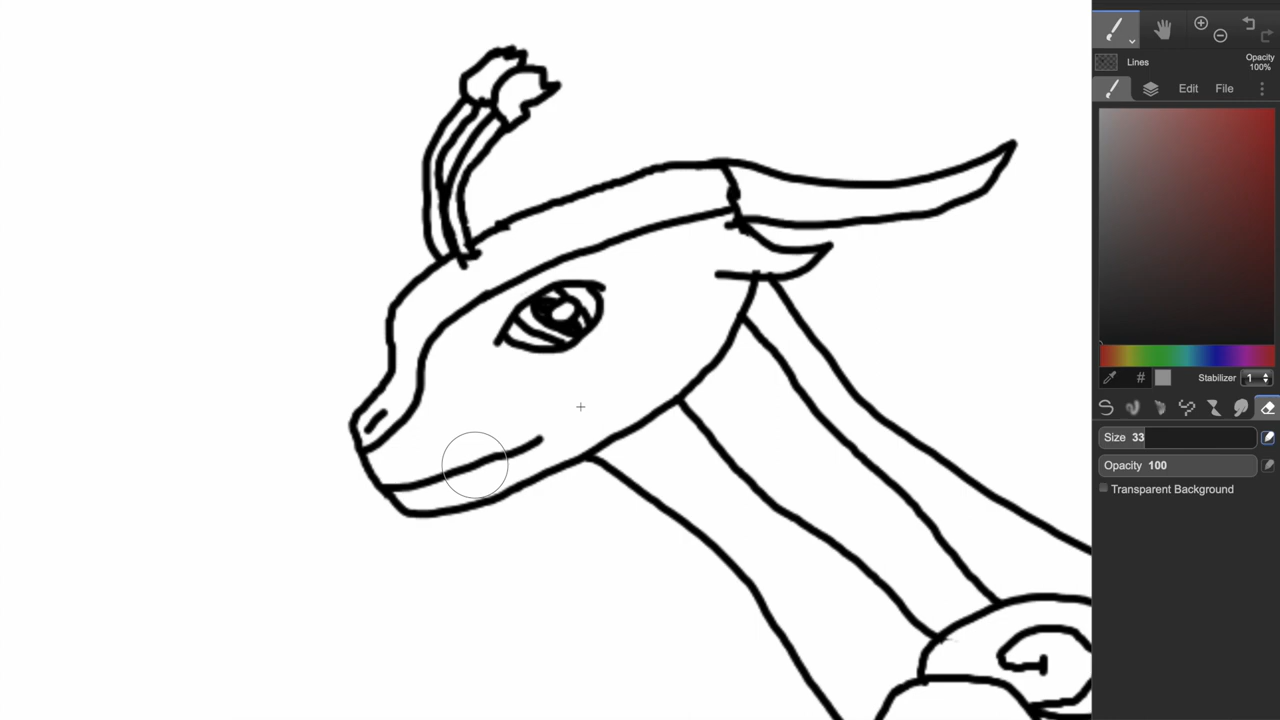 Lines
Opacity
100%
Edit File
#
Stabilizer 1
Size 33
Opacity 100
Transparent Background